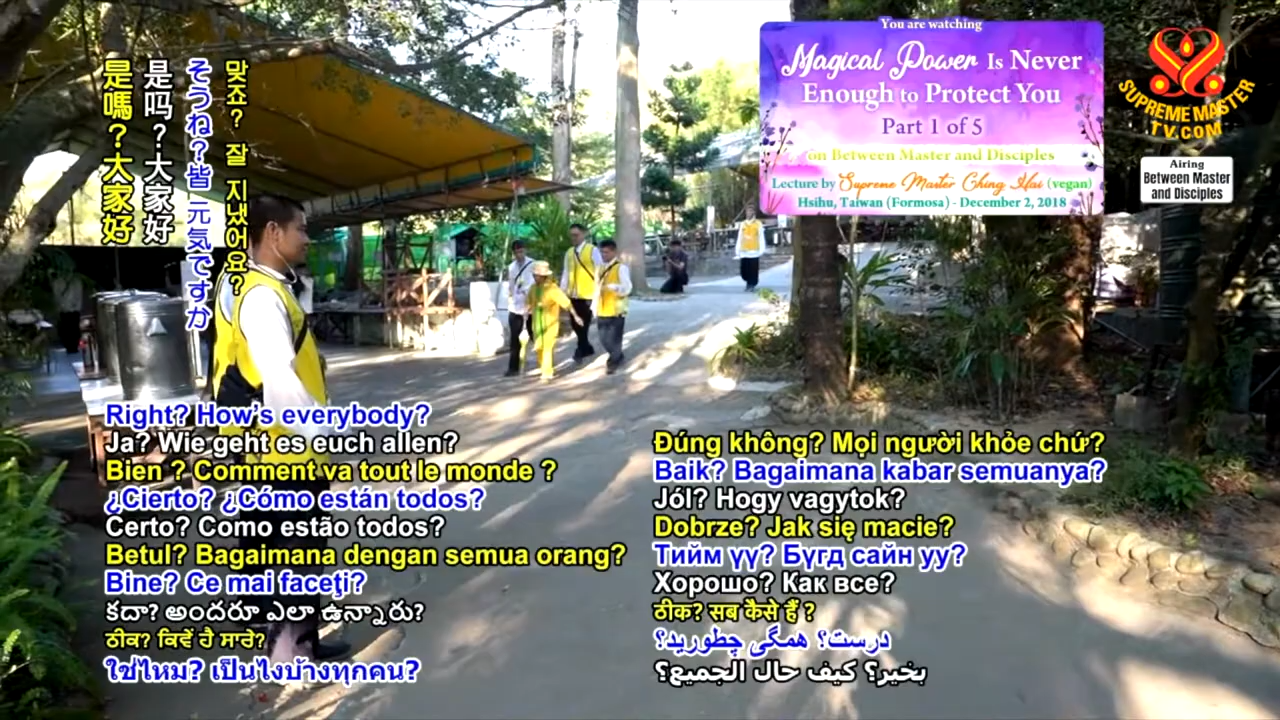 You are watching
Magical Power Is Never
Enough to Protect You
Part 1 of 5
on Between Master and Disciples
Lecture by Supreme Master Ching Hai (vegan)
Hsihu, Taiwan (Formosa) - December 2, 2018
SUPREME MASTER
TV.COM
Airing
Between Master
and Disciples
맞죠? 잘 지냈어요?
そうね?皆 元気ですか
是吗?大家好
是嗎?大家好
Right? How's everybody?
Ja? Wie geht es euch allen?
Bien ? Comment va tout le monde ?
¿Cierto? ¿Cómo están todos?
Certo? Como estão todos?
Betul? Bagaimana dengan semua orang?
Bine? Ce mai faceţi?
కదా? అందరూ ఎలా ఉన్నారు?
ਠੀਕ? ਕਿਵੇਂ ਹੈ ਸਾਰੇ?
ใช่ไหม? เป็นไงบ้างทุกคน?
Đúng không? Mọi người khỏe chứ?
Baik? Bagaimana kabar semuanya?
Jól? Hogy vagytok?
Dobrze? Jak się macie?
Тийм үү? Бүгд сайн уу?
Хорошо? Как все?
ठीक? सब कैसे हैं ?
درست؟ همگی چطورید؟
بخير؟ كيف حال الجميع؟